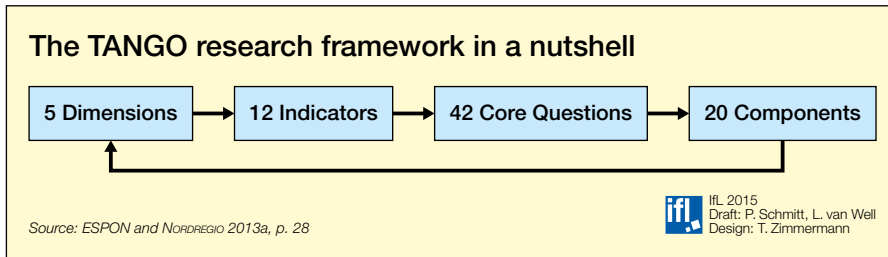 The TANGO research framework in a nutshell
5 Dimensions
12 Indicators
42 Core Questions
20 Components
Source: ESPON and NORDREGIO 2013a, p. 28
ifl
IfL 2015
Draft: P. Schmitt, L. van Well
Design: T. Zimmermann